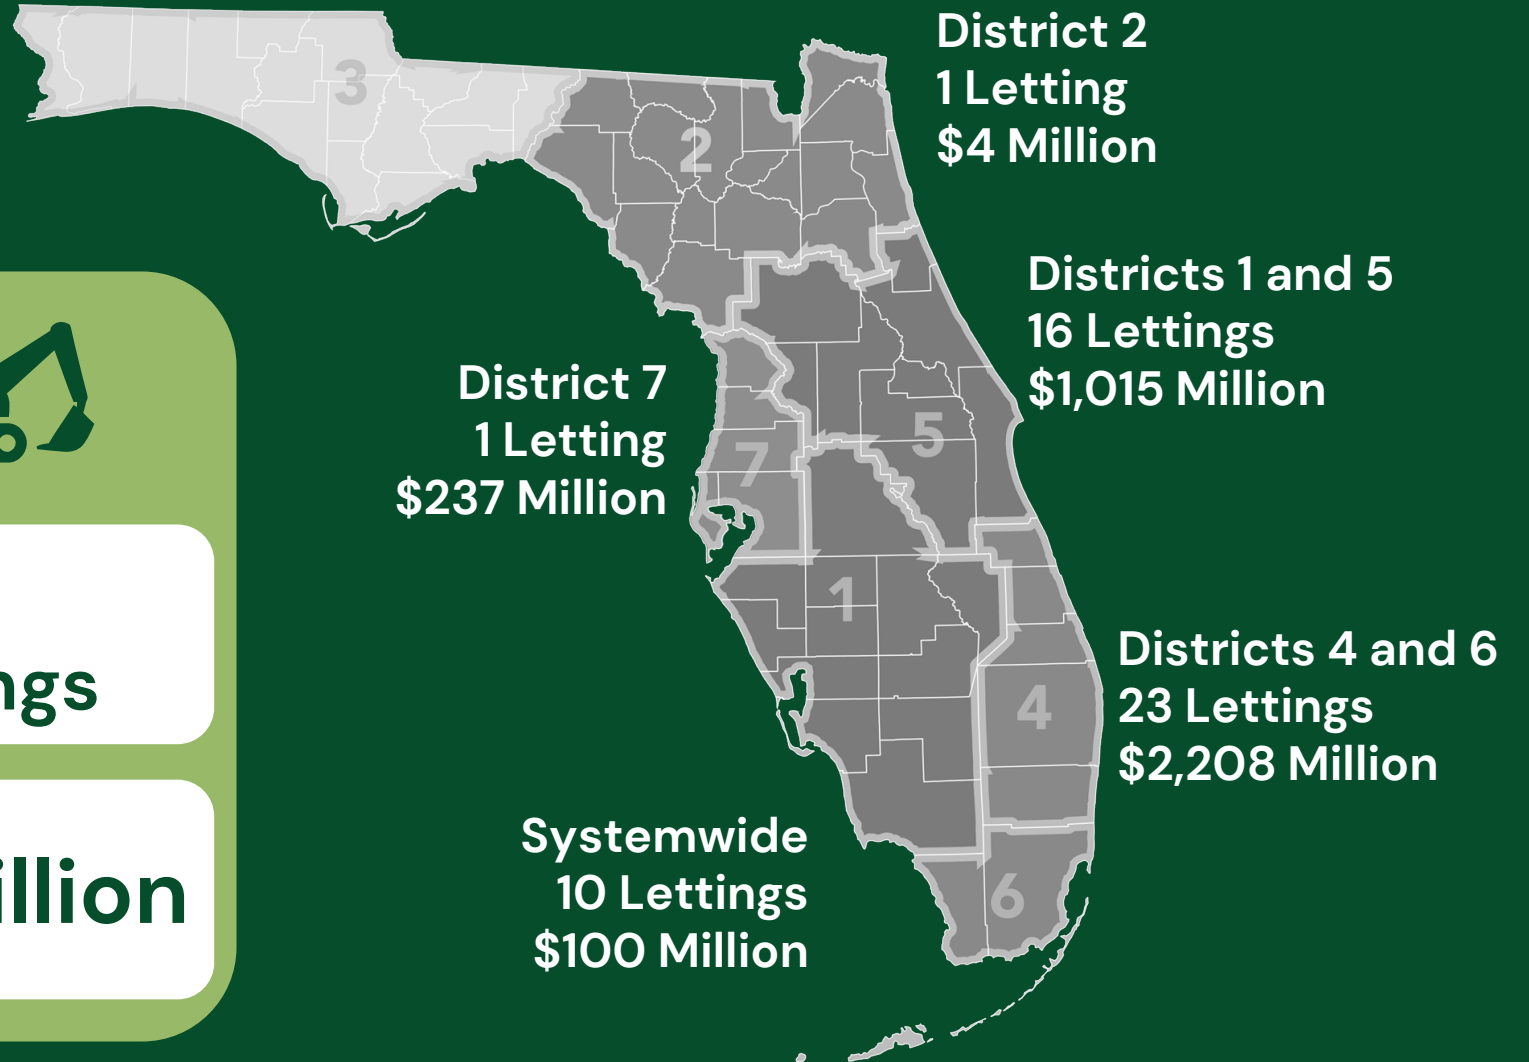 District 2
1 Letting
$4 Million
3
2
Districts 1 and 5
16 Lettings
$1,015 Million
District 7
1 Letting
$237 Million
5
7
1
ngs
Districts 4 and 6
23 Lettings
$2,208 Million
4
illion
Systemwide
10 Lettings
$100 Million
6